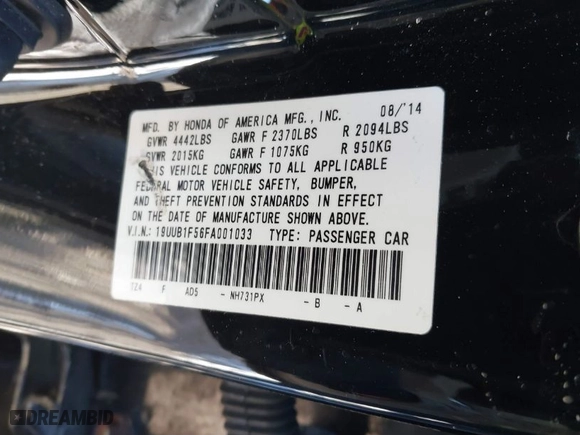 MFD. BY HONDA OF AMERICA MFG., INC. 08/'14
GVWR 4442LBS GAWR F 2370LBS R 2094LBS
GVWR 2015KG GAWR F 1075KG R 950KG
THIS VEHICLE CONFORMS TO ALL APPLICABLE
FEDERAL MOTOR VEHICLE SAFETY, BUMPER,
AND THEFT PREVENTION STANDARDS IN EFFECT
ON THE DATE OF MANUFACTURE SHOWN ABOVE.
V.I.N.: 19UUB1F56FA001033 TYPE: PASSENGER CAR
TZ4 F AD5 - NH731PX - B - A
DREAMBID